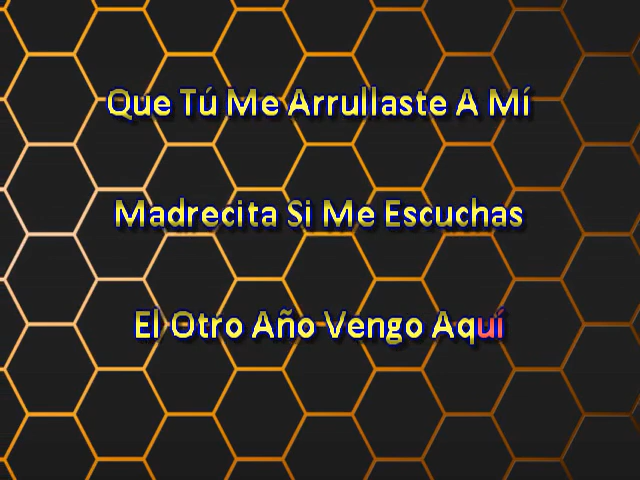 Que Tú Me Arrullaste A Mí
Madrecita Si Me Escuchas
El Otro Año Vengo Aquí